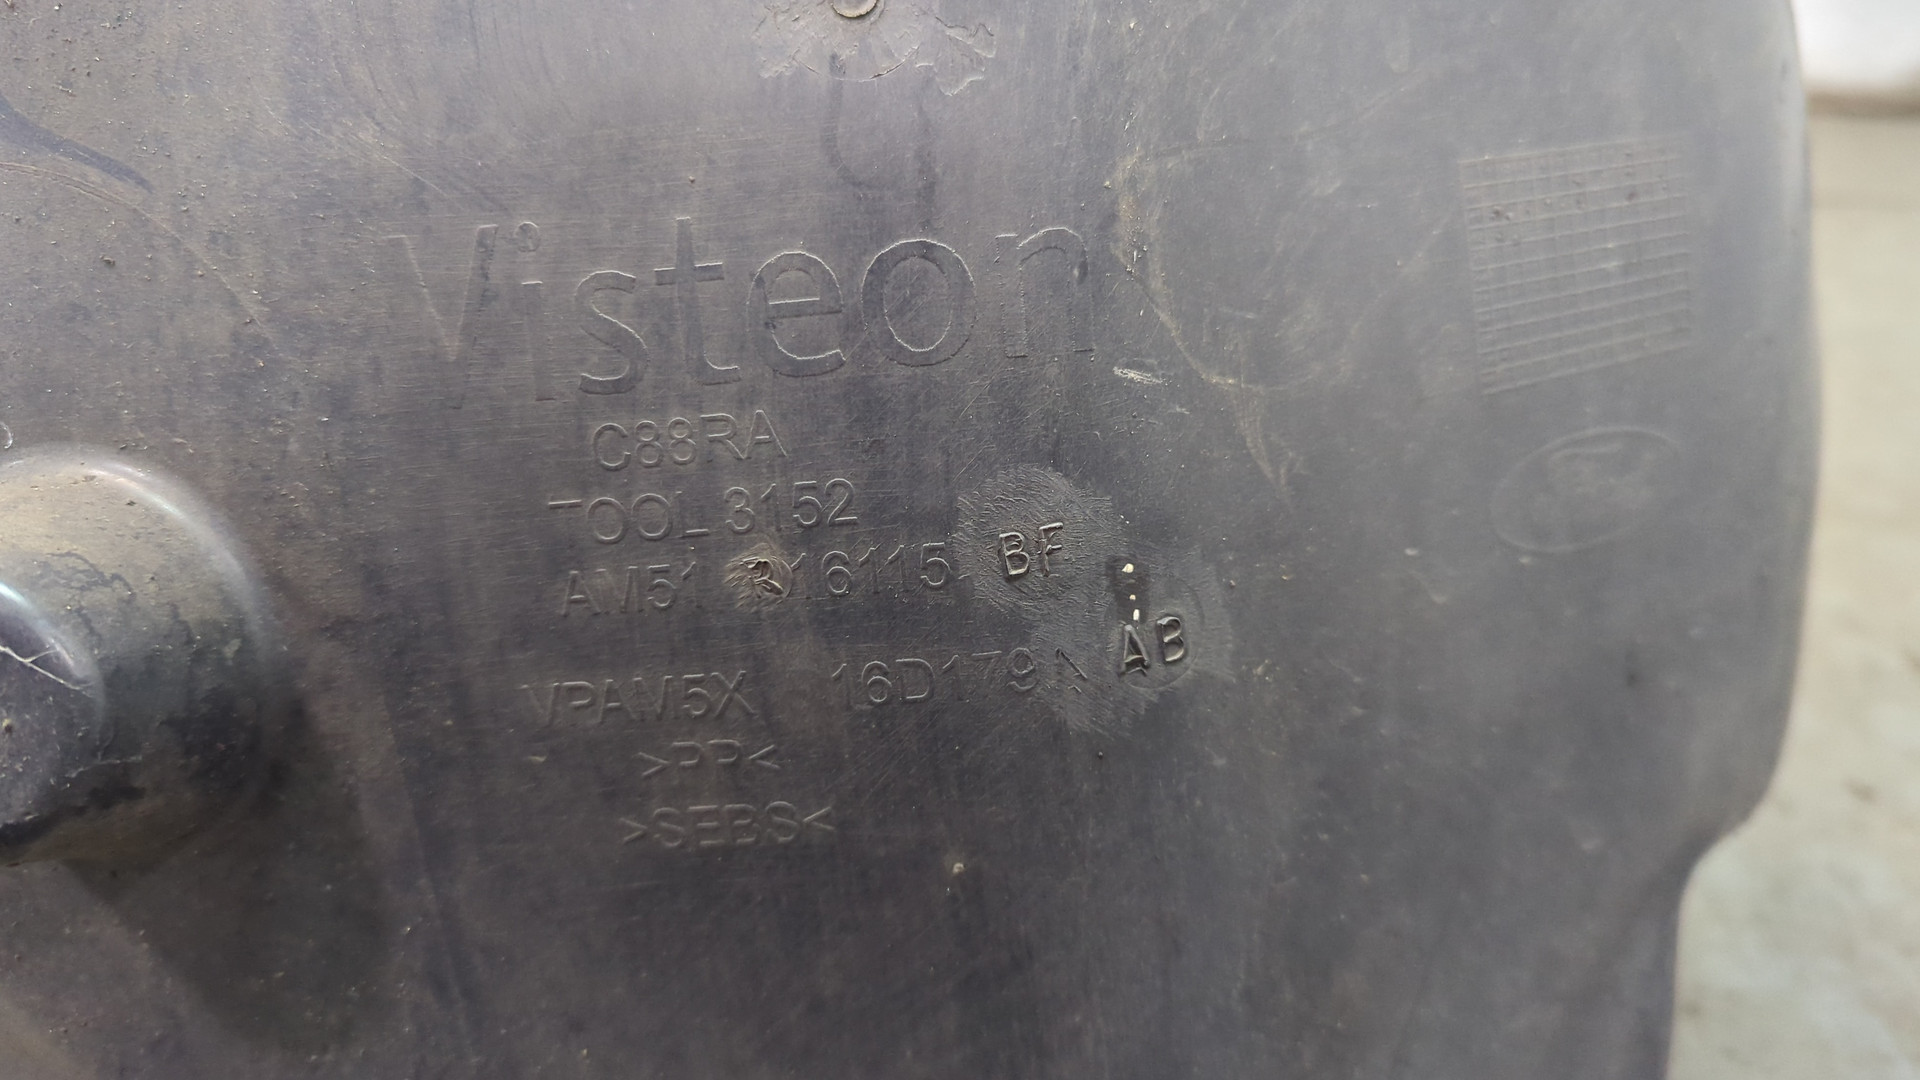 Visteon
C88RA
TOOL 3152
AM51 R16115 BF
VPAM5X 16D179 AB
>PP<
>SEBS<